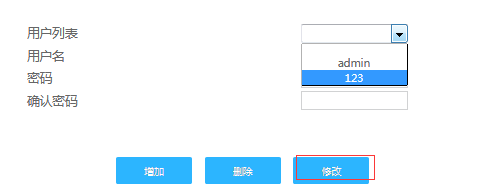 用户列表
用户名
admin
密码
123
确认密码
增加 删除 修改